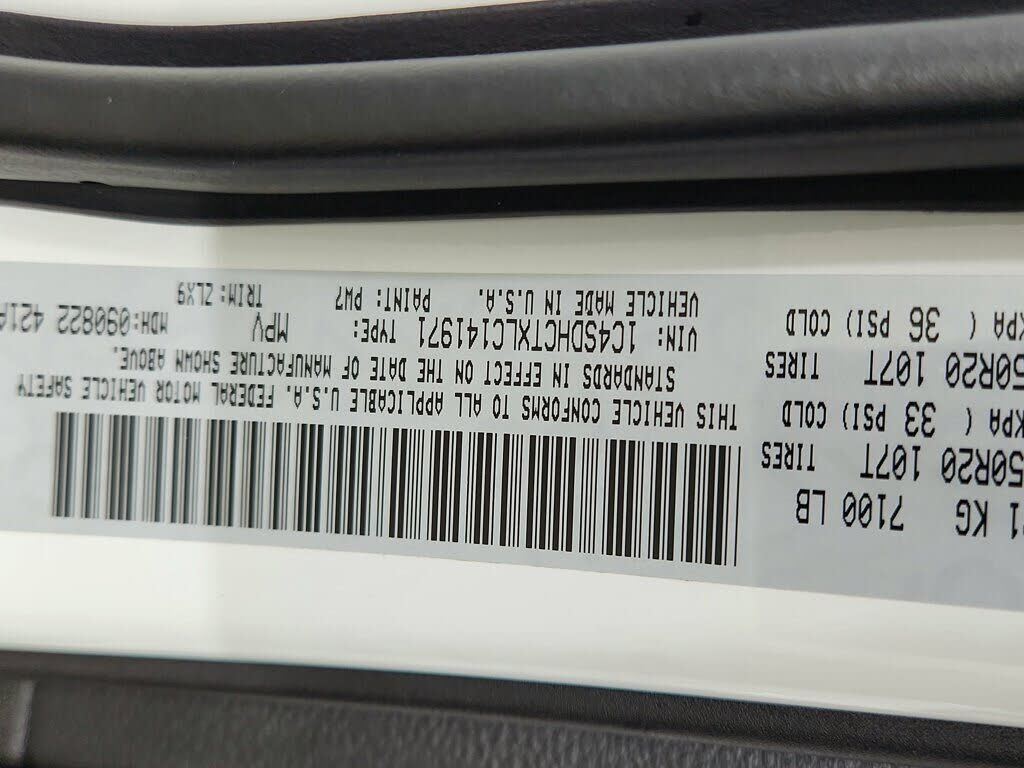 21 KG 7100 LB
50R20 107T TIRES
KPA ( 33 PSI) COLD
50R20 107T TIRES
KPA ( 36 PSI) COLD
THIS VEHICLE CONFORMS TO ALL APPLICABLE U.S.A. FEDERAL MOTOR VEHICLE SAFETY
STANDARDS IN EFFECT ON THE DATE OF MANUFACTURE SHOWN ABOVE.
VIN: 1C4SDHCTXLC141971 TYPE: MPV MDH:090822 421A
VEHICLE MADE IN U.S.A. PAINT: PW7 TRIM:ZLX9